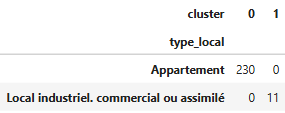 cluster 0 1
type_local
Appartement 230 0
Local industriel. commercial ou assimilé 0 11